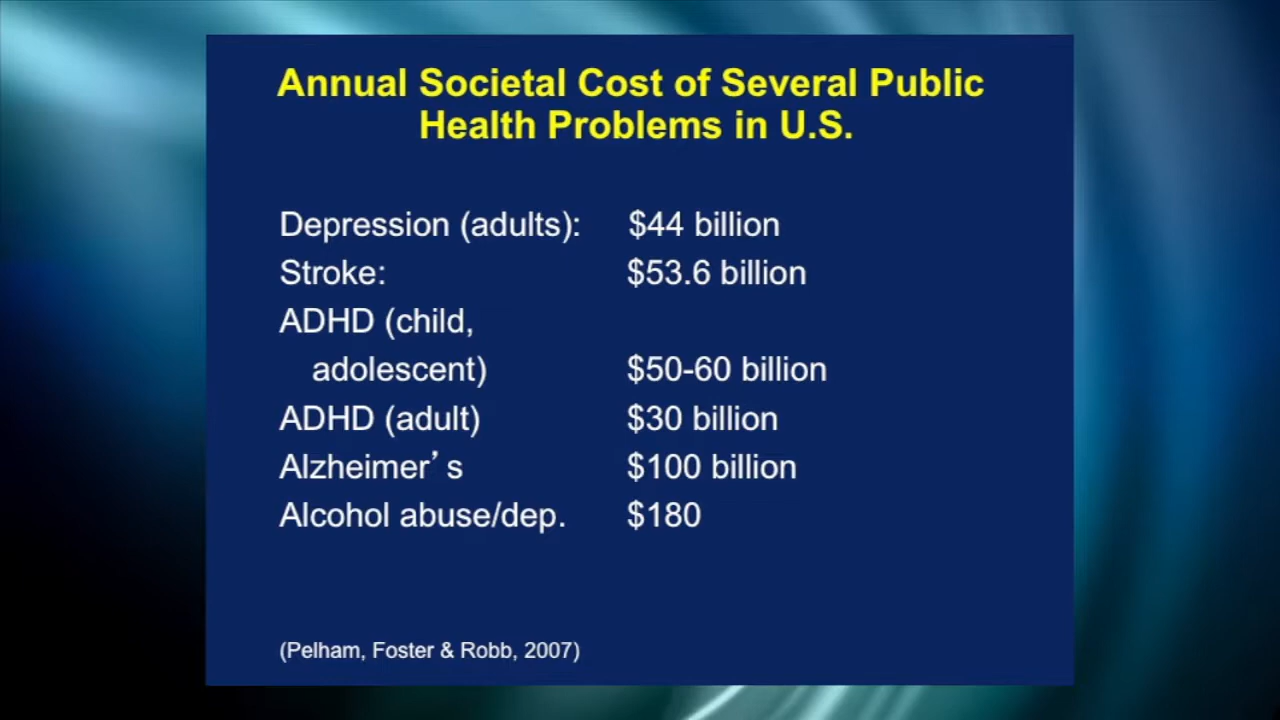 Annual Societal Cost of Several Public
Health Problems in U.S.
Depression (adults): $44 billion
Stroke: $53.6 billion
ADHD (child,
adolescent) $50-60 billion
ADHD (adult) $30 billion
Alzheimer’s $100 billion
Alcohol abuse/dep. $180
(Pelham, Foster & Robb, 2007)